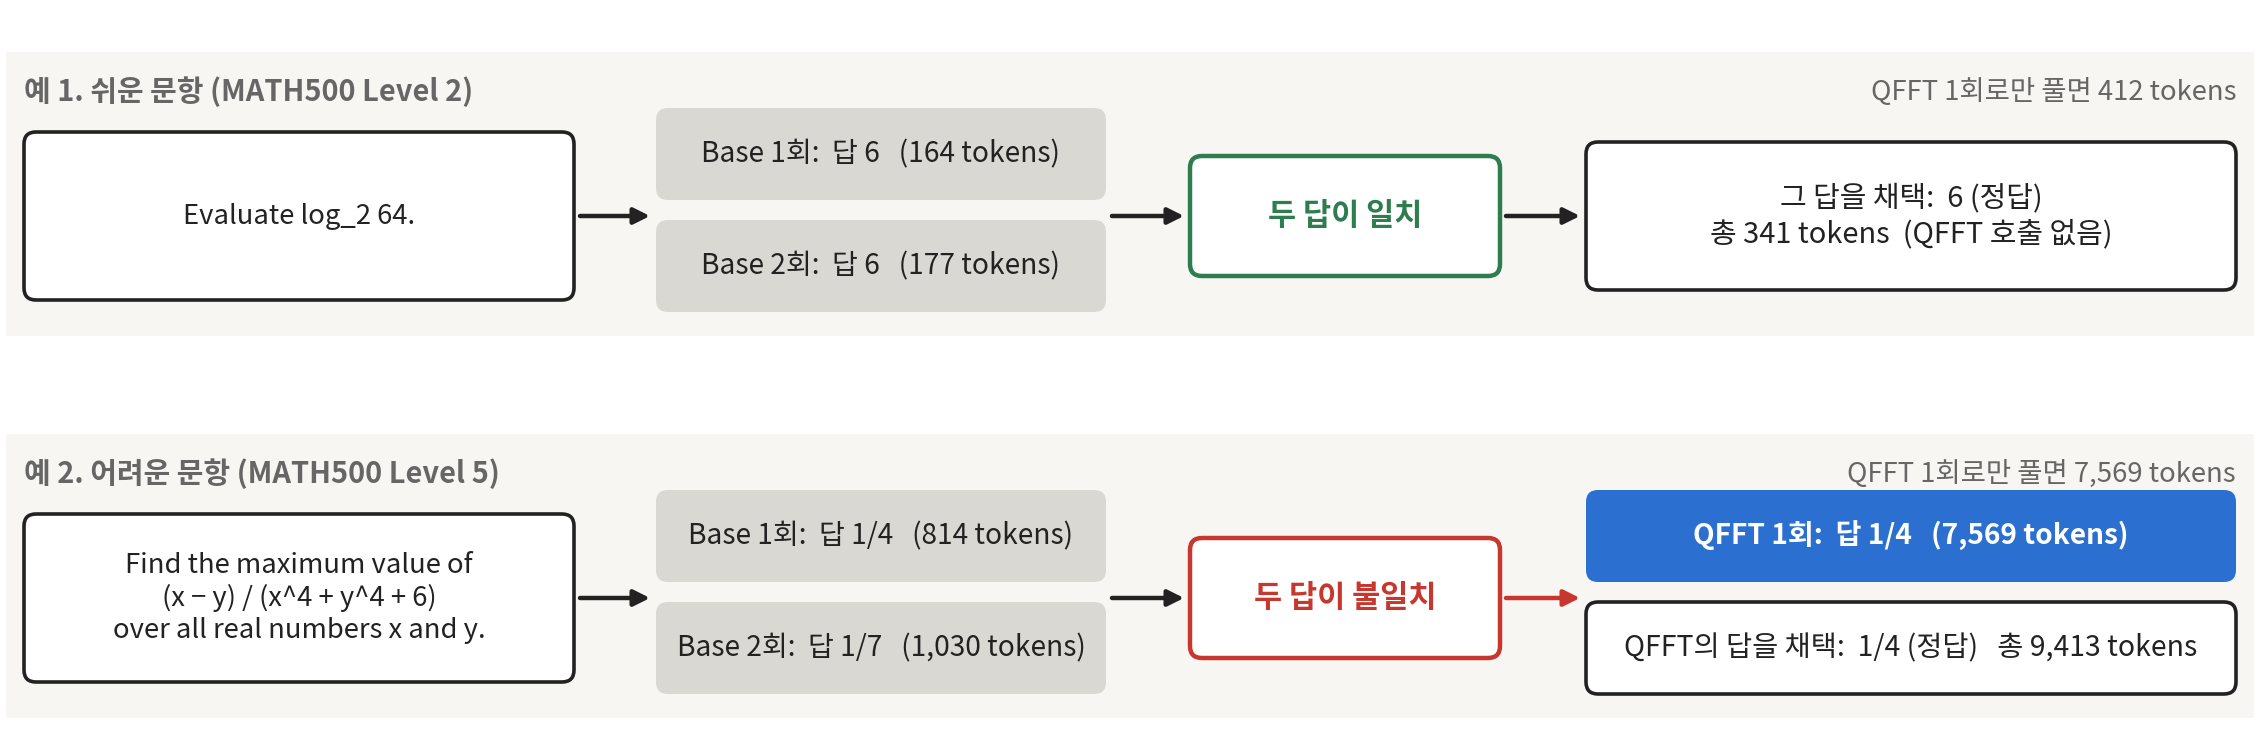 예 1. 쉬운 문항 (MATH500 Level 2)
QFFT 1회로만 풀면 412 tokens
Evaluate log_2 64.
Base 1회: 답 6 (164 tokens)
Base 2회: 답 6 (177 tokens)
두 답이 일치
그 답을 채택: 6 (정답)
총 341 tokens (QFFT 호출 없음)
예 2. 어려운 문항 (MATH500 Level 5)
QFFT 1회로만 풀면 7,569 tokens
Find the maximum value of
(x − y) / (x^4 + y^4 + 6)
over all real numbers x and y.
Base 1회: 답 1/4 (814 tokens)
Base 2회: 답 1/7 (1,030 tokens)
두 답이 불일치
QFFT 1회: 답 1/4 (7,569 tokens)
QFFT의 답을 채택: 1/4 (정답) 총 9,413 tokens